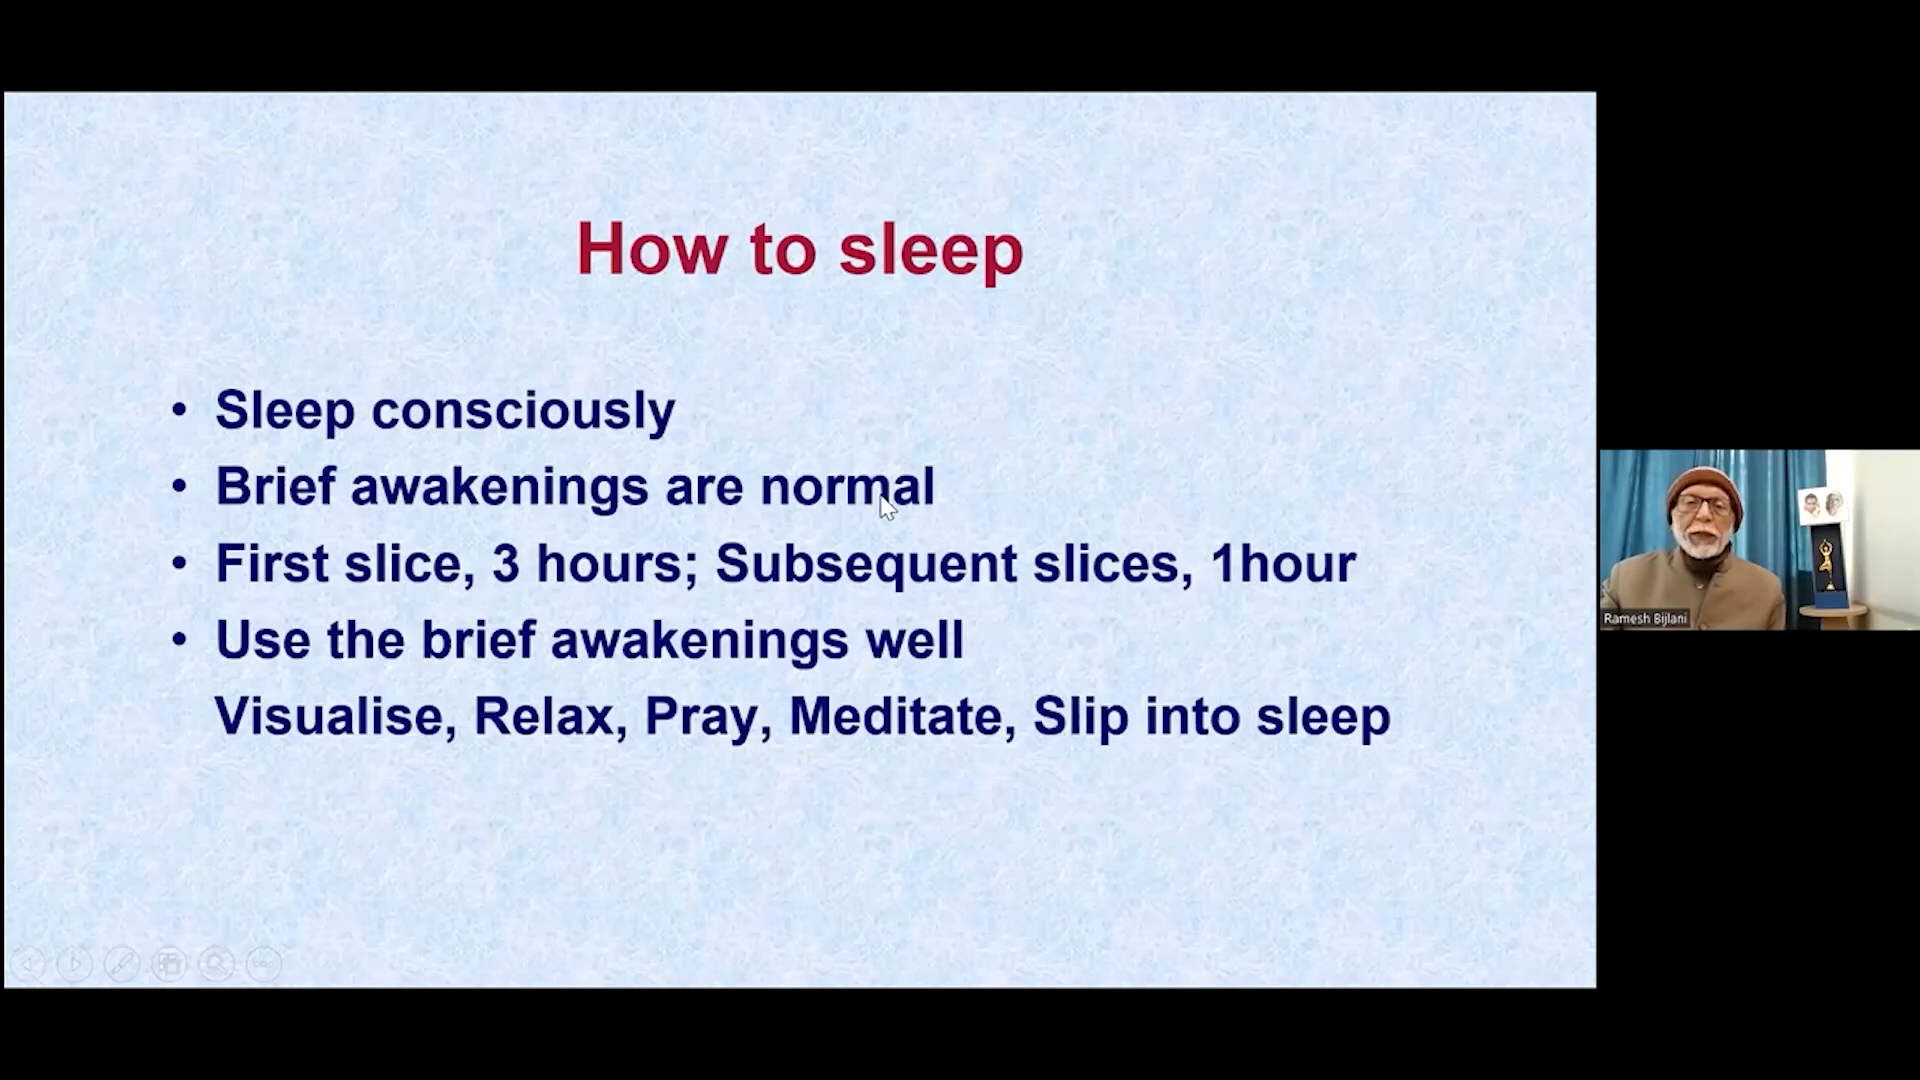 How to sleep
• Sleep consciously
• Brief awakenings are normal
• First slice, 3 hours; Subsequent slices, 1hour
• Use the brief awakenings well
Visualise, Relax, Pray, Meditate, Slip into sleep
Ramesh Bijlani